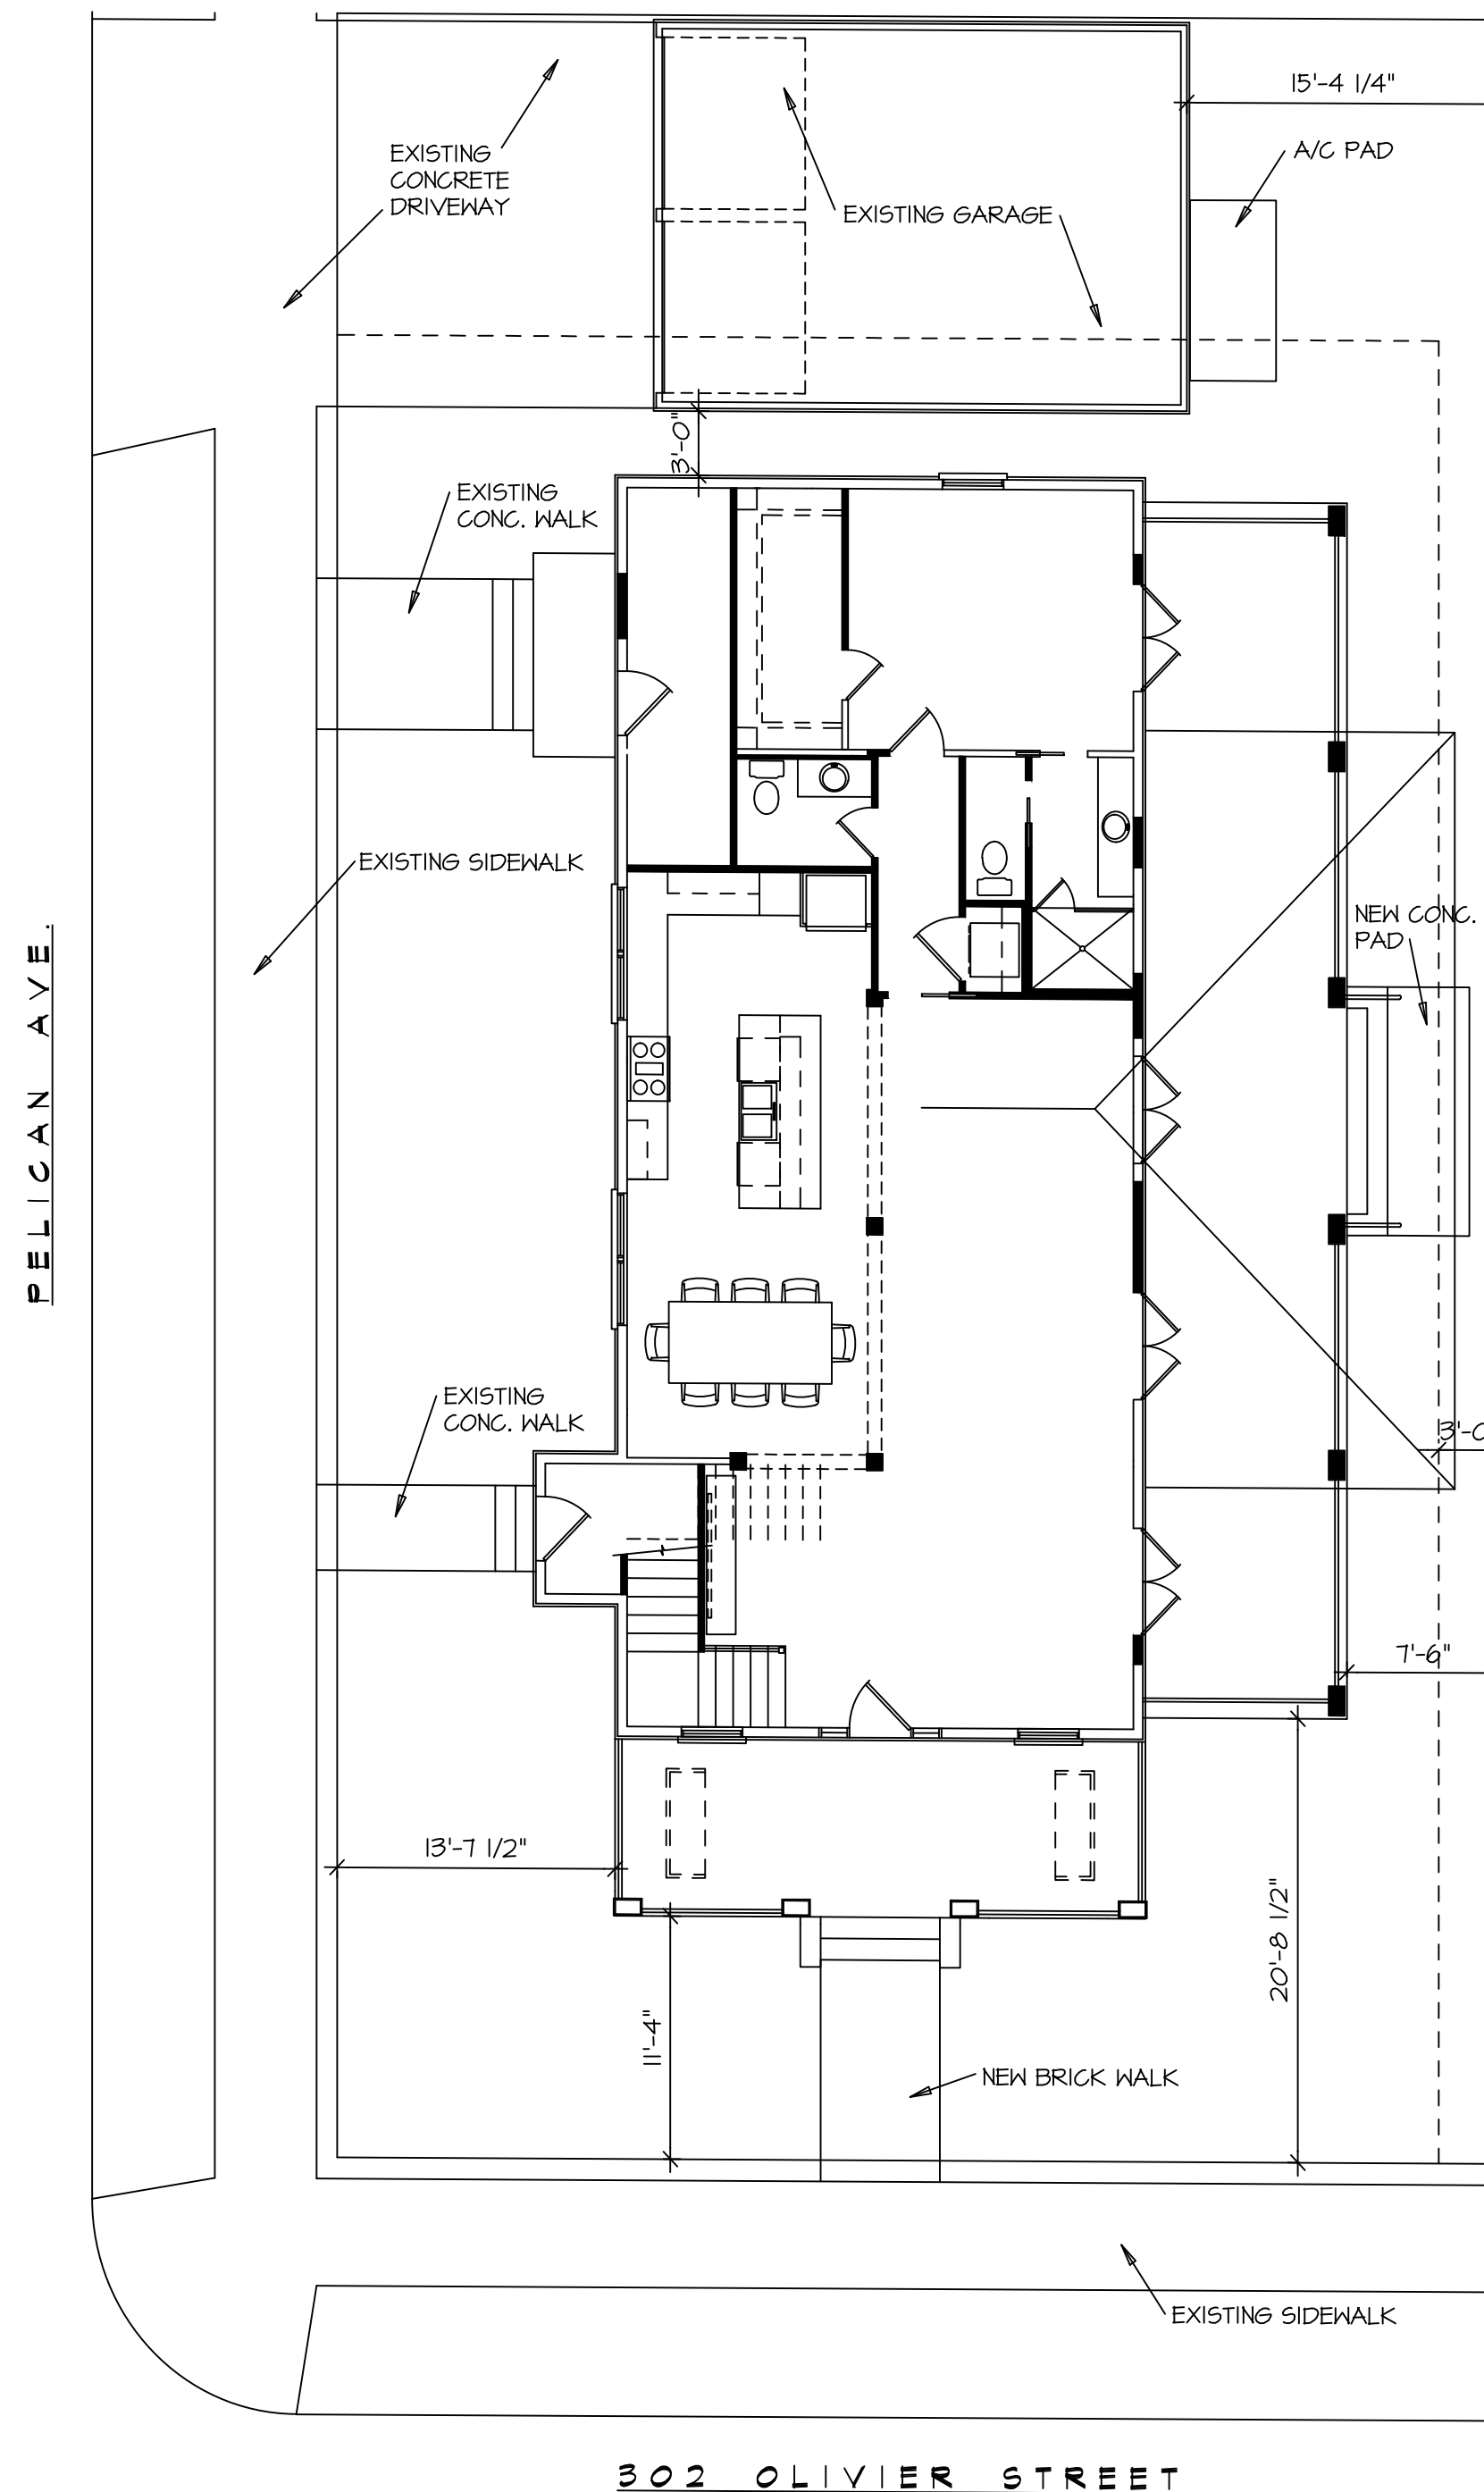 15'-4 1/4"
A/C PAD
EXISTING
CONCRETE
DRIVEWAY
EXISTING GARAGE
3'-0"
EXISTING
CONC. WALK
EXISTING SIDEWALK
NEW CONC.
PAD
PELICAN AVE.
EXISTING
CONC. WALK
3'-0
7'-6"
13'-7 1/2"
20'-8 1/2"
11'-4"
NEW BRICK WALK
EXISTING SIDEWALK
302 OLIVIER STREET